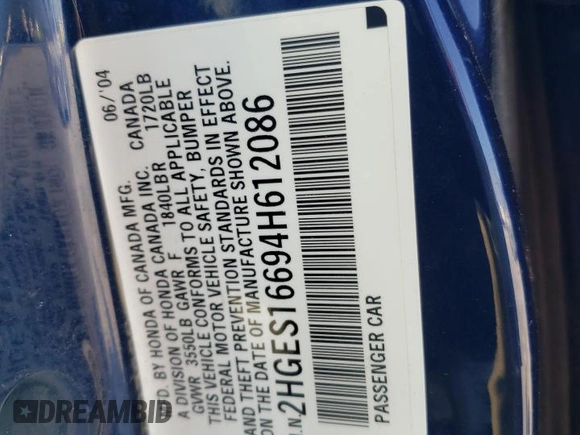 TD. BY HONDA OF CANADA MFG. 06/'04
A DIVISION OF HONDA CANADA INC. CANADA
GVWR 3550LB GAWR F 1840LBR 1720LB
THIS VEHICLE CONFORMS TO ALL APPLICABLE
FEDERAL MOTOR VEHICLE SAFETY, BUMPER
AND THEFT PREVENTION STANDARDS IN EFFECT
ON THE DATE OF MANUFACTURE SHOWN ABOVE.
I.N. 2HGES16694H612086
PASSENGER CAR
DREAMBID